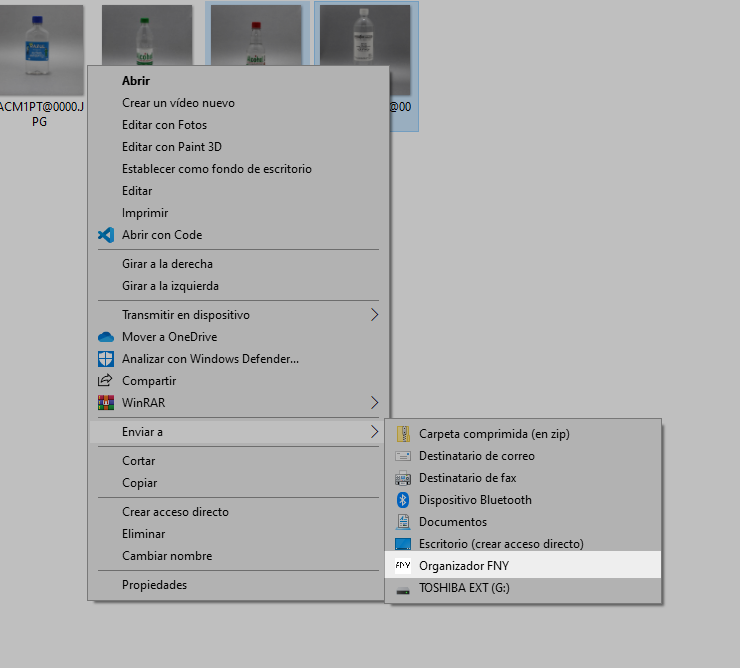 ACM1PT@0000.J
PG
@00
Abrir
Crear un vídeo nuevo
Editar con Fotos
Editar con Paint 3D
Establecer como fondo de escritorio
Editar
Imprimir
Abrir con Code
Girar a la derecha
Girar a la izquierda
Transmitir en dispositivo
Mover a OneDrive
Analizar con Windows Defender...
Compartir
WinRAR
Enviar a
Cortar
Copiar
Crear acceso directo
Eliminar
Cambiar nombre
Propiedades
Carpeta comprimida (en zip)
Destinatario de correo
Destinatario de fax
Dispositivo Bluetooth
Documentos
Escritorio (crear acceso directo)
FNY Organizador FNY
TOSHIBA EXT (G:)